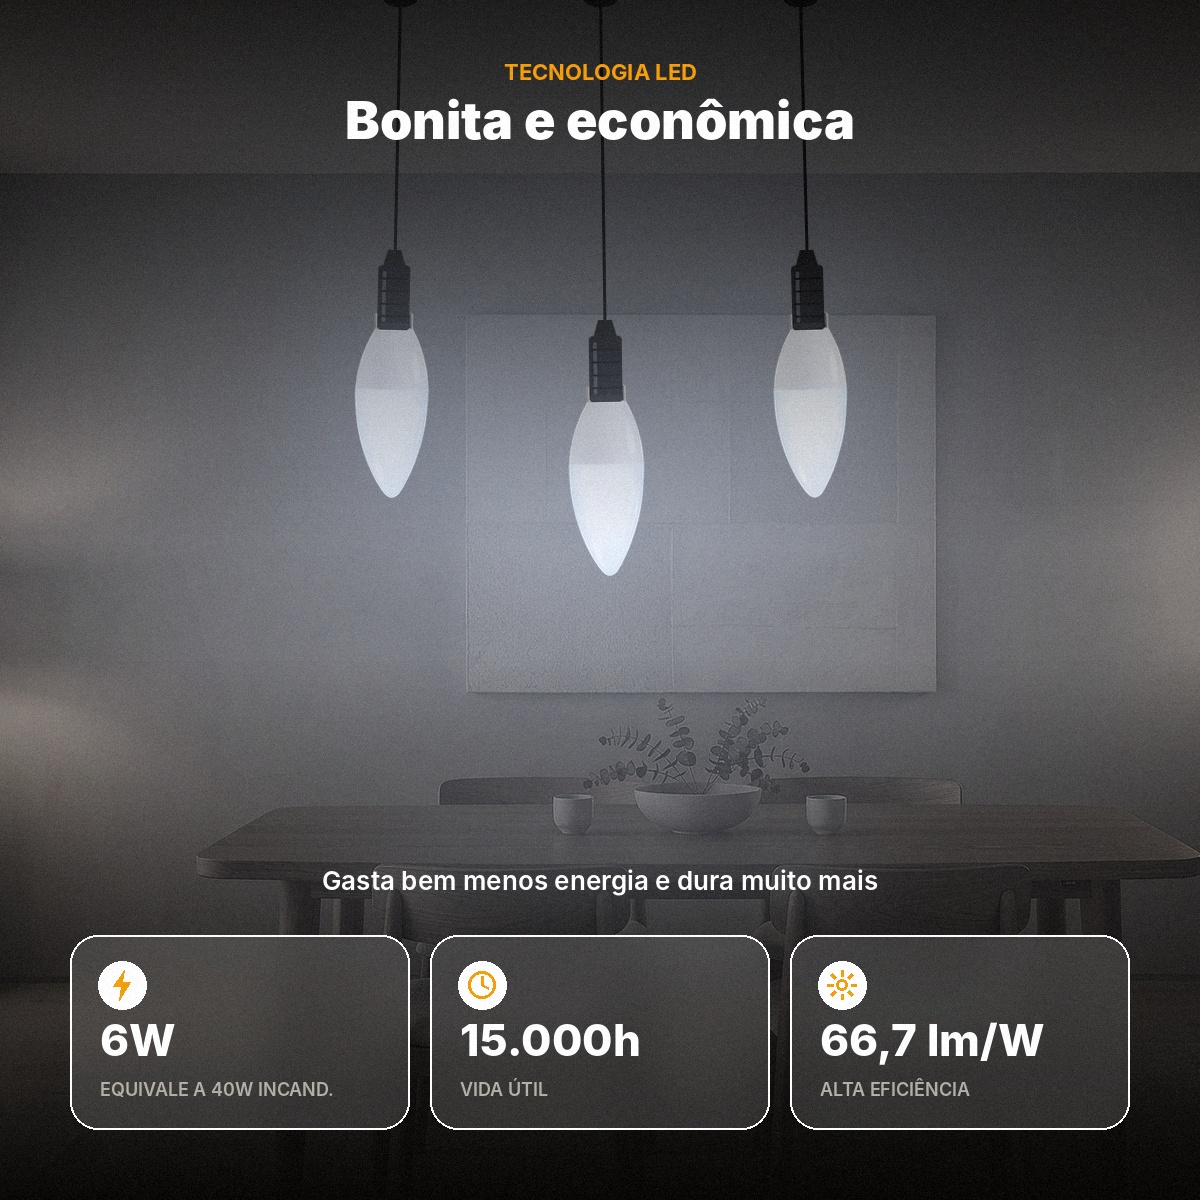 TECNOLOGIA LED
Bonita e econômica
Gasta bem menos energia e dura muito mais
6W
EQUIVALE A 40W INCAND.
15.000h
VIDA ÚTIL
66,7 lm/W
ALTA EFICIÊNCIA